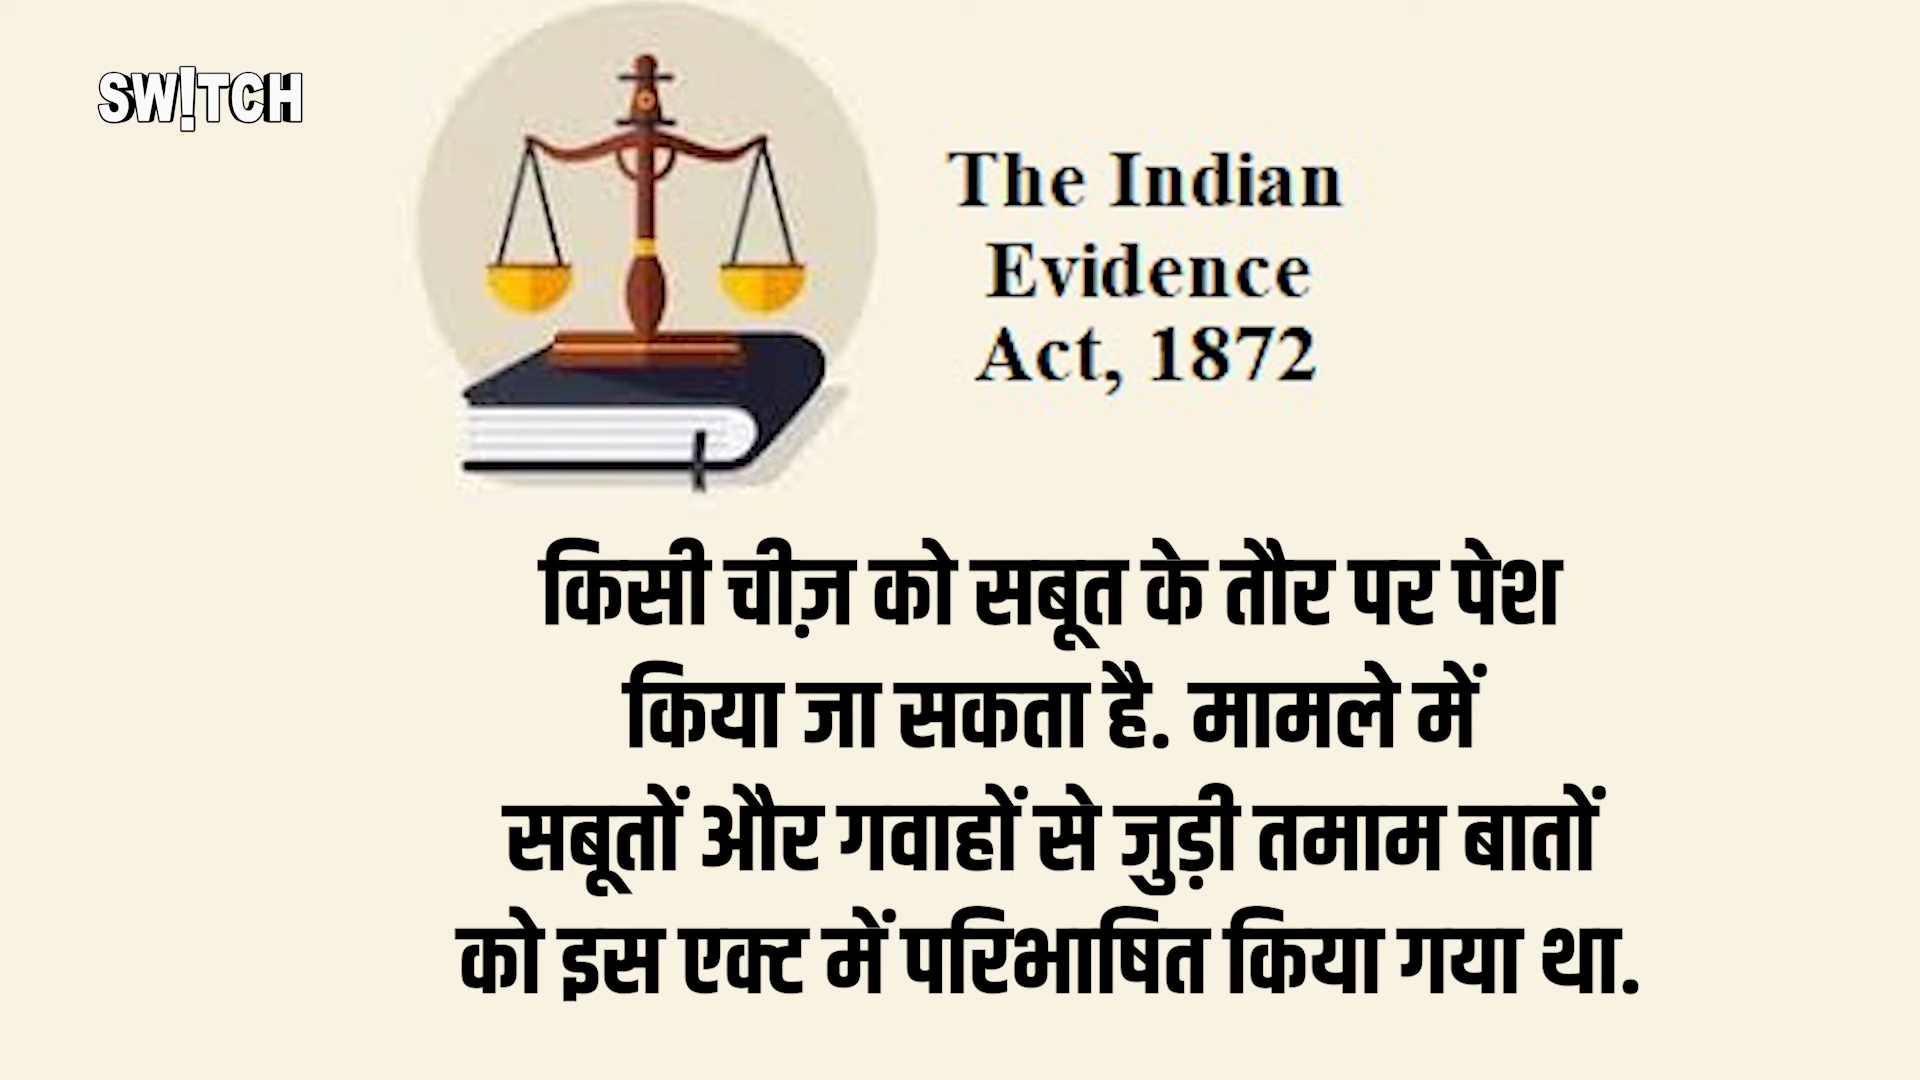 SW!TCH
The Indian
Evidence
Act, 1872
किसी चीज़ को सबूत के तौर पर पेश
किया जा सकता है. मामले में
सबूतों और गवाहों से जुड़ी तमाम बातों
को इस एक्ट में परिभाषित किया गया था.